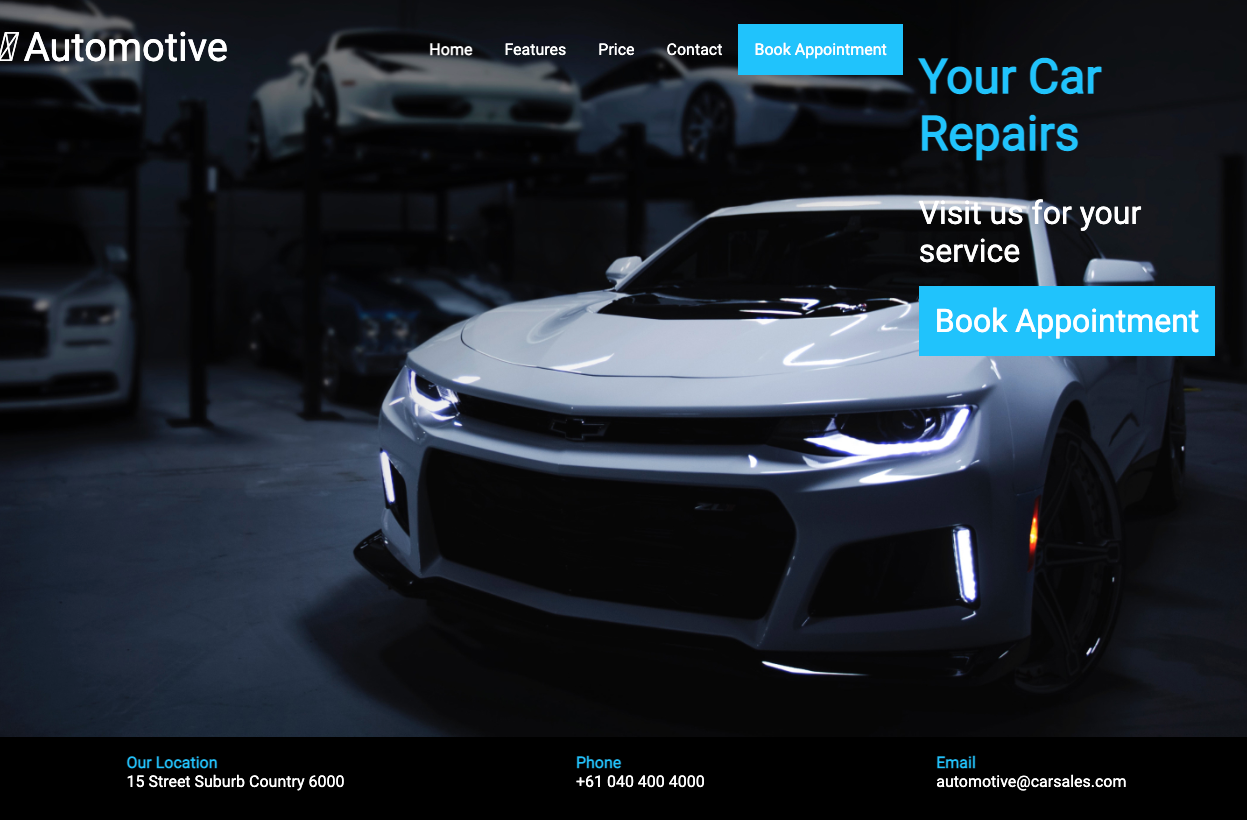 Automotive
Home Features Price Contact Book Appointment
Your Car
Repairs
Visit us for your
service
Book Appointment
Our Location
15 Street Suburb Country 6000
Phone
+61 040 400 4000
Email
automotive@carsales.com